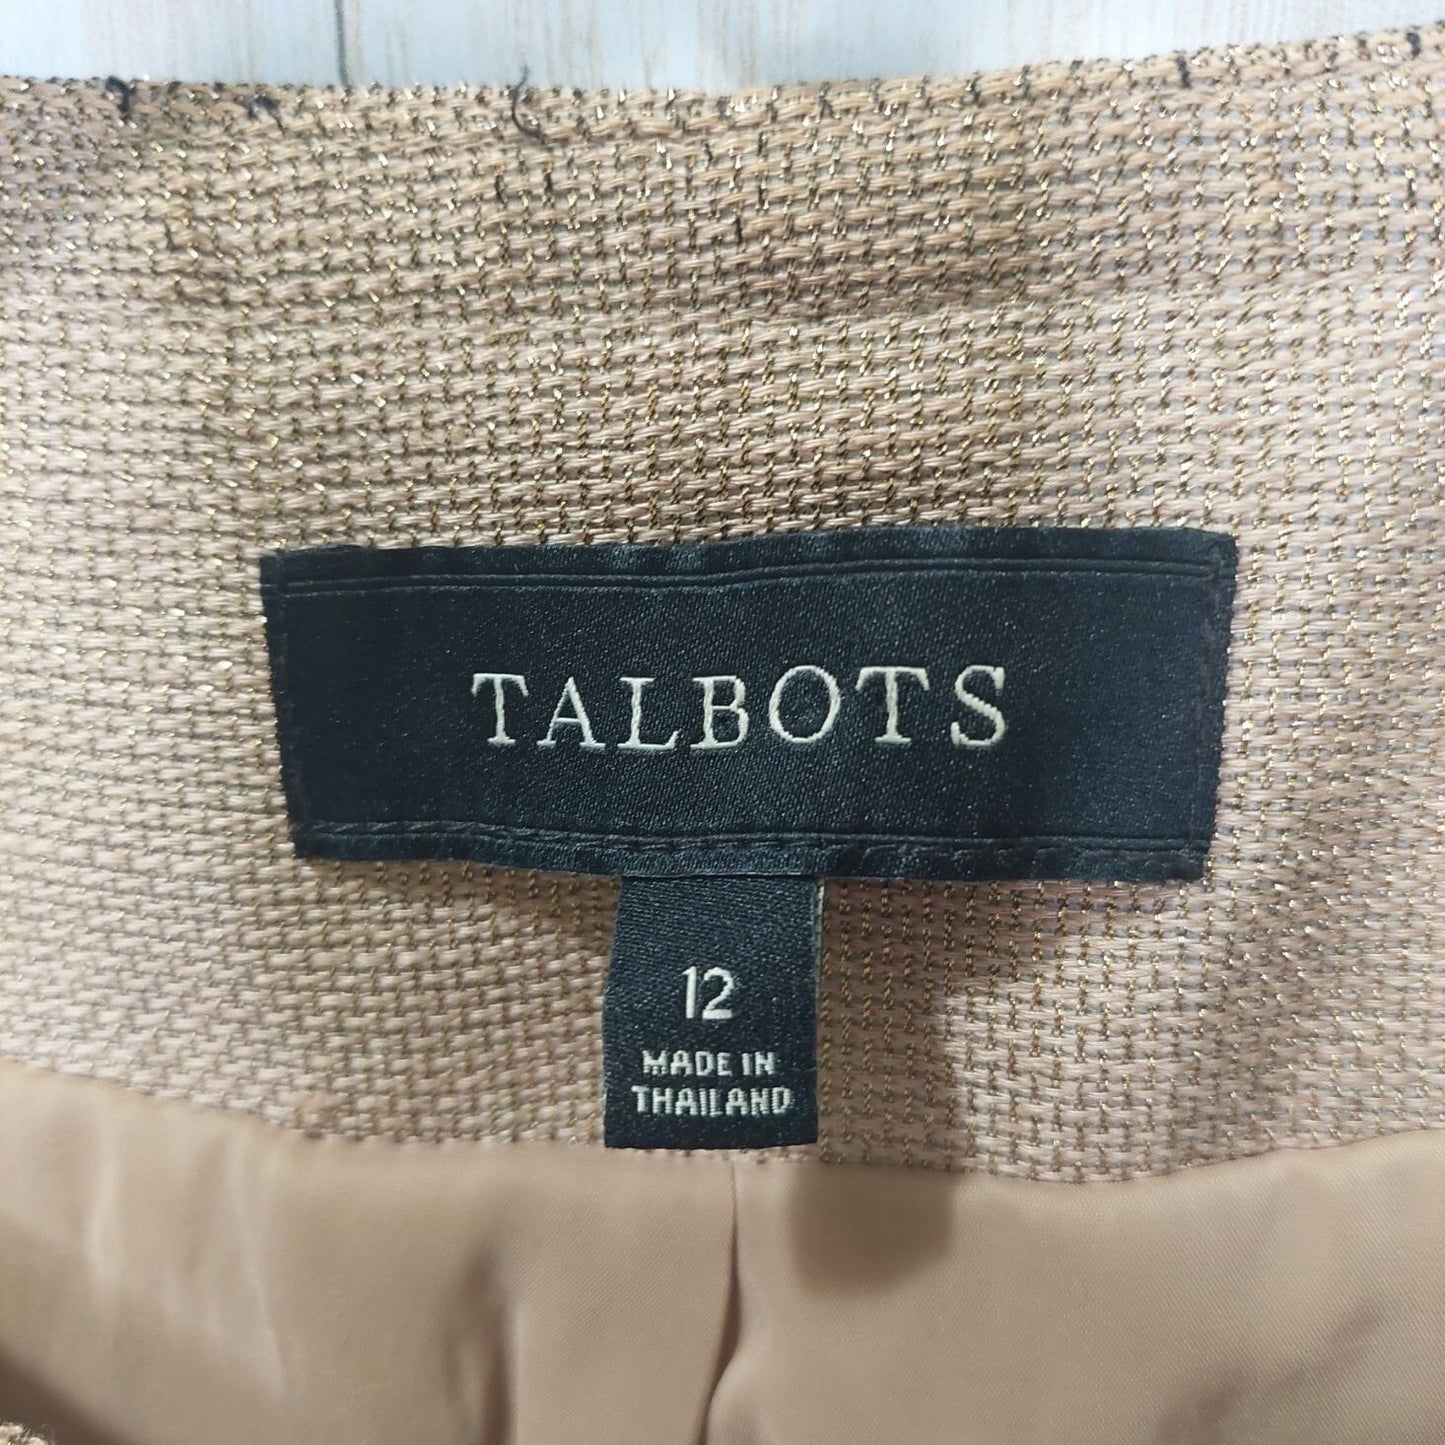 TALBOTS
12
MADE IN
THAILAND